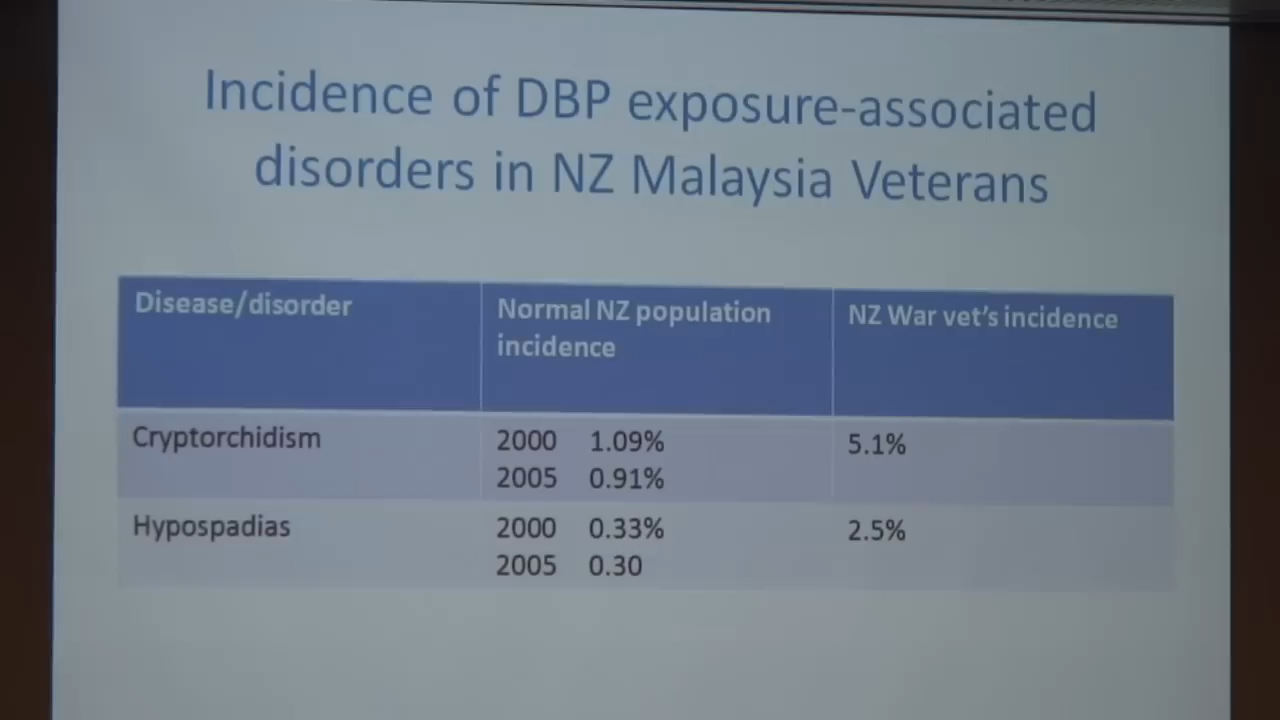 Incidence of DBP exposure-associated
disorders in NZ Malaysia Veterans
Disease/disorder
Normal NZ population
incidence
NZ War vet's incidence
Cryptorchidism
2000 1.09%
2005 0.91%
5.1%
Hypospadias
2000 0.33%
2005 0.30
2.5%